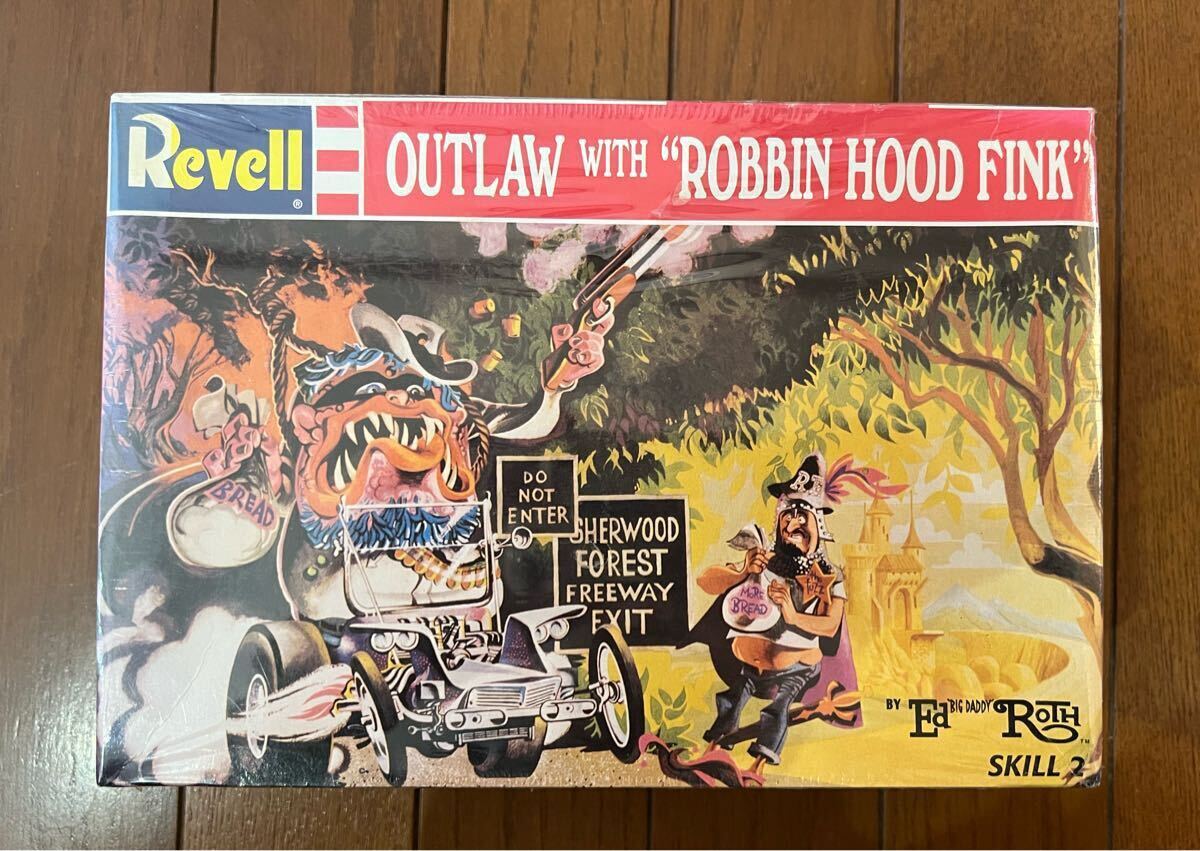 Revell®
OUTLAW WITH "ROBBIN HOOD FINK"
BREAD
DO
NOT
ENTER
SHERWOOD
FOREST
FREEWAY
EXIT
MORE
BREAD
BY Ed "BIG DADDY" ROTH™
SKILL 2